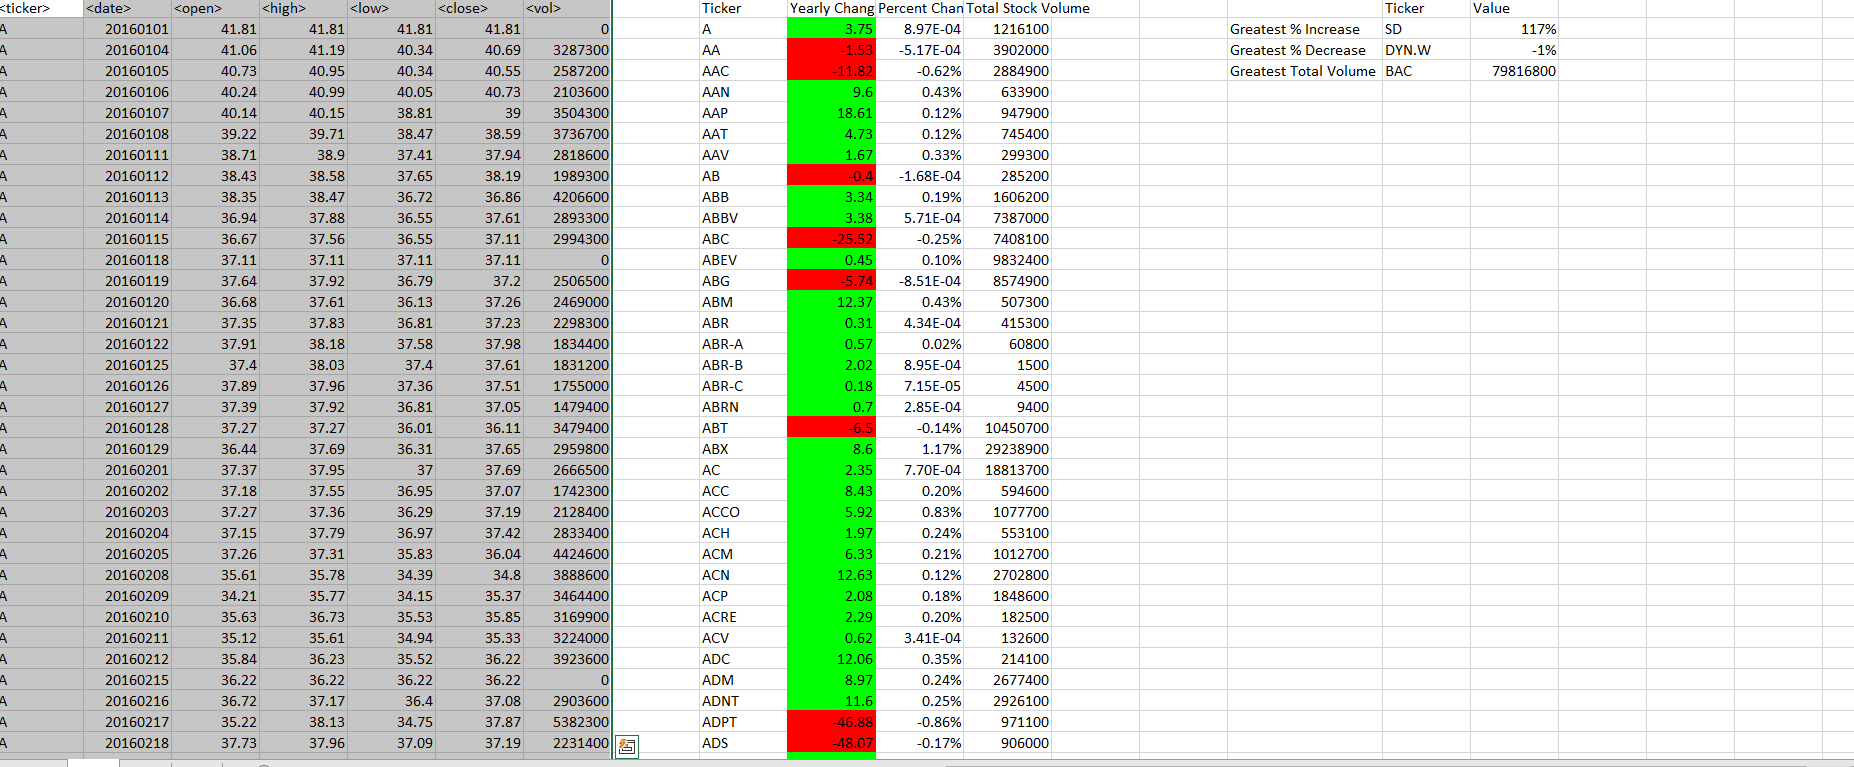 <ticker> <date> <open> <high> <low> <close> <vol> Ticker Yearly Chang Percent Chan Total Stock Volume Ticker Value
A 20160101 41.81 41.81 41.81 41.81 0 A 3.75 8.97E-04 1216100 Greatest % Increase SD 117%
A 20160104 41.06 41.19 40.34 40.69 3287300 AA -1.53 -5.17E-04 3902000 Greatest % Decrease DYN.W -1%
A 20160105 40.73 40.95 40.34 40.55 2587200 AAC -11.82 -0.62% 2884900 Greatest Total Volume BAC 79816800
A 20160106 40.24 40.99 40.05 40.73 2103600 AAN 9.6 0.43% 633900
A 20160107 40.14 40.15 38.81 39 3504300 AAP 18.61 0.12% 947900
A 20160108 39.22 39.71 38.47 38.59 3736700 AAT 4.73 0.12% 745400
A 20160111 38.71 38.9 37.41 37.94 2818600 AAV 1.67 0.33% 299300
A 20160112 38.43 38.58 37.65 38.19 1989300 AB -0.4 -1.68E-04 285200
A 20160113 38.35 38.47 36.72 36.86 4206600 ABB 3.34 0.19% 1606200
A 20160114 36.94 37.88 36.55 37.61 2893300 ABBV 3.38 5.71E-04 7387000
A 20160115 36.67 37.56 36.55 37.11 2994300 ABC -25.52 -0.25% 7408100
A 20160118 37.11 37.11 37.11 37.11 0 ABEV 0.45 0.10% 9832400
A 20160119 37.64 37.92 36.79 37.2 2506500 ABG -5.74 -8.51E-04 8574900
A 20160120 36.68 37.61 36.13 37.26 2469000 ABM 12.37 0.43% 507300
A 20160121 37.35 37.83 36.81 37.23 2298300 ABR 0.31 4.34E-04 415300
A 20160122 37.91 38.18 37.58 37.98 1834400 ABR-A 0.57 0.02% 60800
A 20160125 37.4 38.03 37.4 37.61 1831200 ABR-B 2.02 8.95E-04 1500
A 20160126 37.89 37.96 37.36 37.51 1755000 ABR-C 0.18 7.15E-05 4500
A 20160127 37.39 37.92 36.81 37.05 1479400 ABRN 0.7 2.85E-04 9400
A 20160128 37.27 37.27 36.01 36.11 3479400 ABT -6.5 -0.14% 10450700
A 20160129 36.44 37.69 36.31 37.65 2959800 ABX 8.6 1.17% 29238900
A 20160201 37.37 37.95 37 37.69 2666500 AC 2.35 7.70E-04 18813700
A 20160202 37.18 37.55 36.95 37.07 1742300 ACC 8.43 0.20% 594600
A 20160203 37.27 37.36 36.29 37.19 2128400 ACCO 5.92 0.83% 1077700
A 20160204 37.15 37.79 36.97 37.42 2833400 ACH 1.97 0.24% 553100
A 20160205 37.26 37.31 35.83 36.04 4424600 ACM 6.33 0.21% 1012700
A 20160208 35.61 35.78 34.39 34.8 3888600 ACN 12.63 0.12% 2702800
A 20160209 34.21 35.77 34.15 35.37 3464400 ACP 2.08 0.18% 1848600
A 20160210 35.63 36.73 35.53 35.85 3169900 ACRE 2.29 0.20% 182500
A 20160211 35.12 35.61 34.94 35.33 3224000 ACV 0.62 3.41E-04 132600
A 20160212 35.84 36.23 35.52 36.22 3923600 ADC 12.06 0.35% 214100
A 20160215 36.22 36.22 36.22 36.22 0 ADM 8.97 0.24% 2677400
A 20160216 36.72 37.17 36.4 37.08 2903600 ADNT 11.6 0.25% 2926100
A 20160217 35.22 38.13 34.75 37.87 5382300 ADPT -46.88 -0.86% 971100
A 20160218 37.73 37.96 37.09 37.19 2231400 ADS -48.07 -0.17% 906000